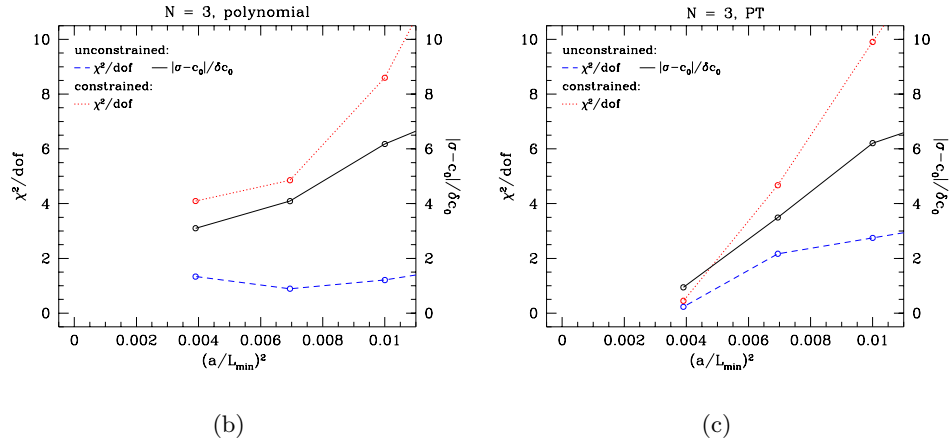 N = 3, polynomial
10
8
6
4
2
0
χ²/dof
unconstrained:
χ²/dof
|σ−c₀|/δc₀
constrained:
χ²/dof
10
8
6
4
2
0
|σ−c₀|/δc₀
0
0.002
0.004
0.006
0.008
0.01
(a/Lₘᵢₙ)²
(b)
N = 3, PT
10
8
6
4
2
0
χ²/dof
unconstrained:
χ²/dof
|σ−c₀|/δc₀
constrained:
χ²/dof
10
8
6
4
2
0
|σ−c₀|/δc₀
0
0.002
0.004
0.006
0.008
0.01
(a/Lₘᵢₙ)²
(c)